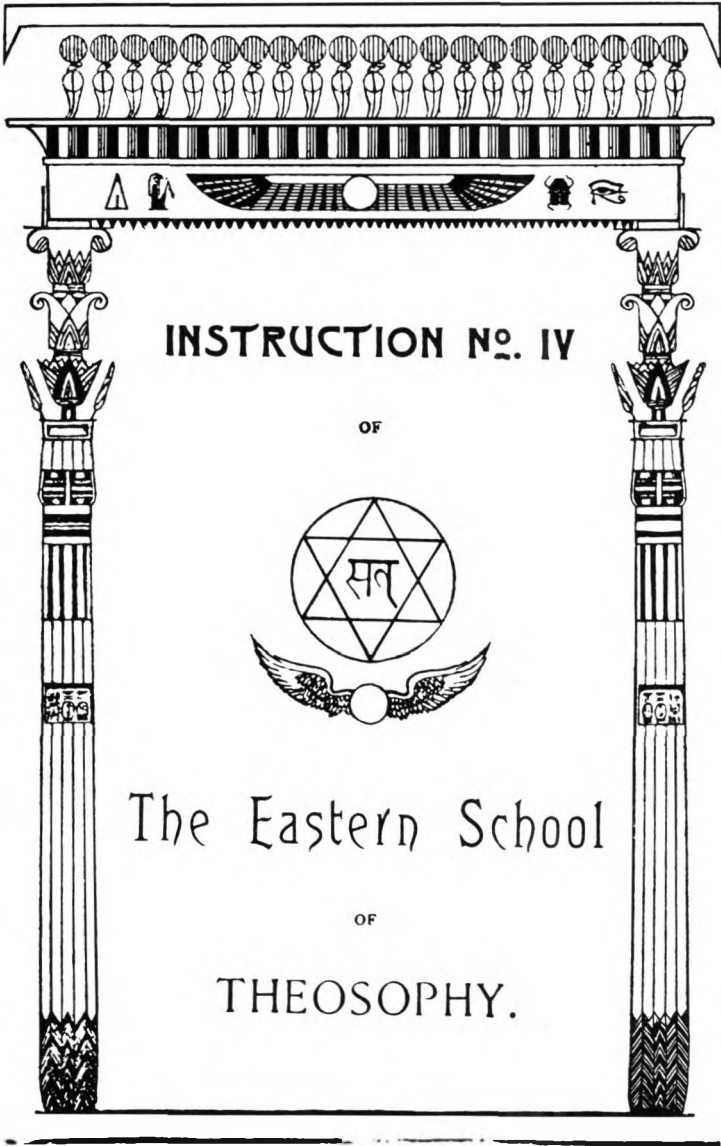 INSTRUCTION Nº. IV
OF
सत्
The Eastern School
OF
THEOSOPHY.